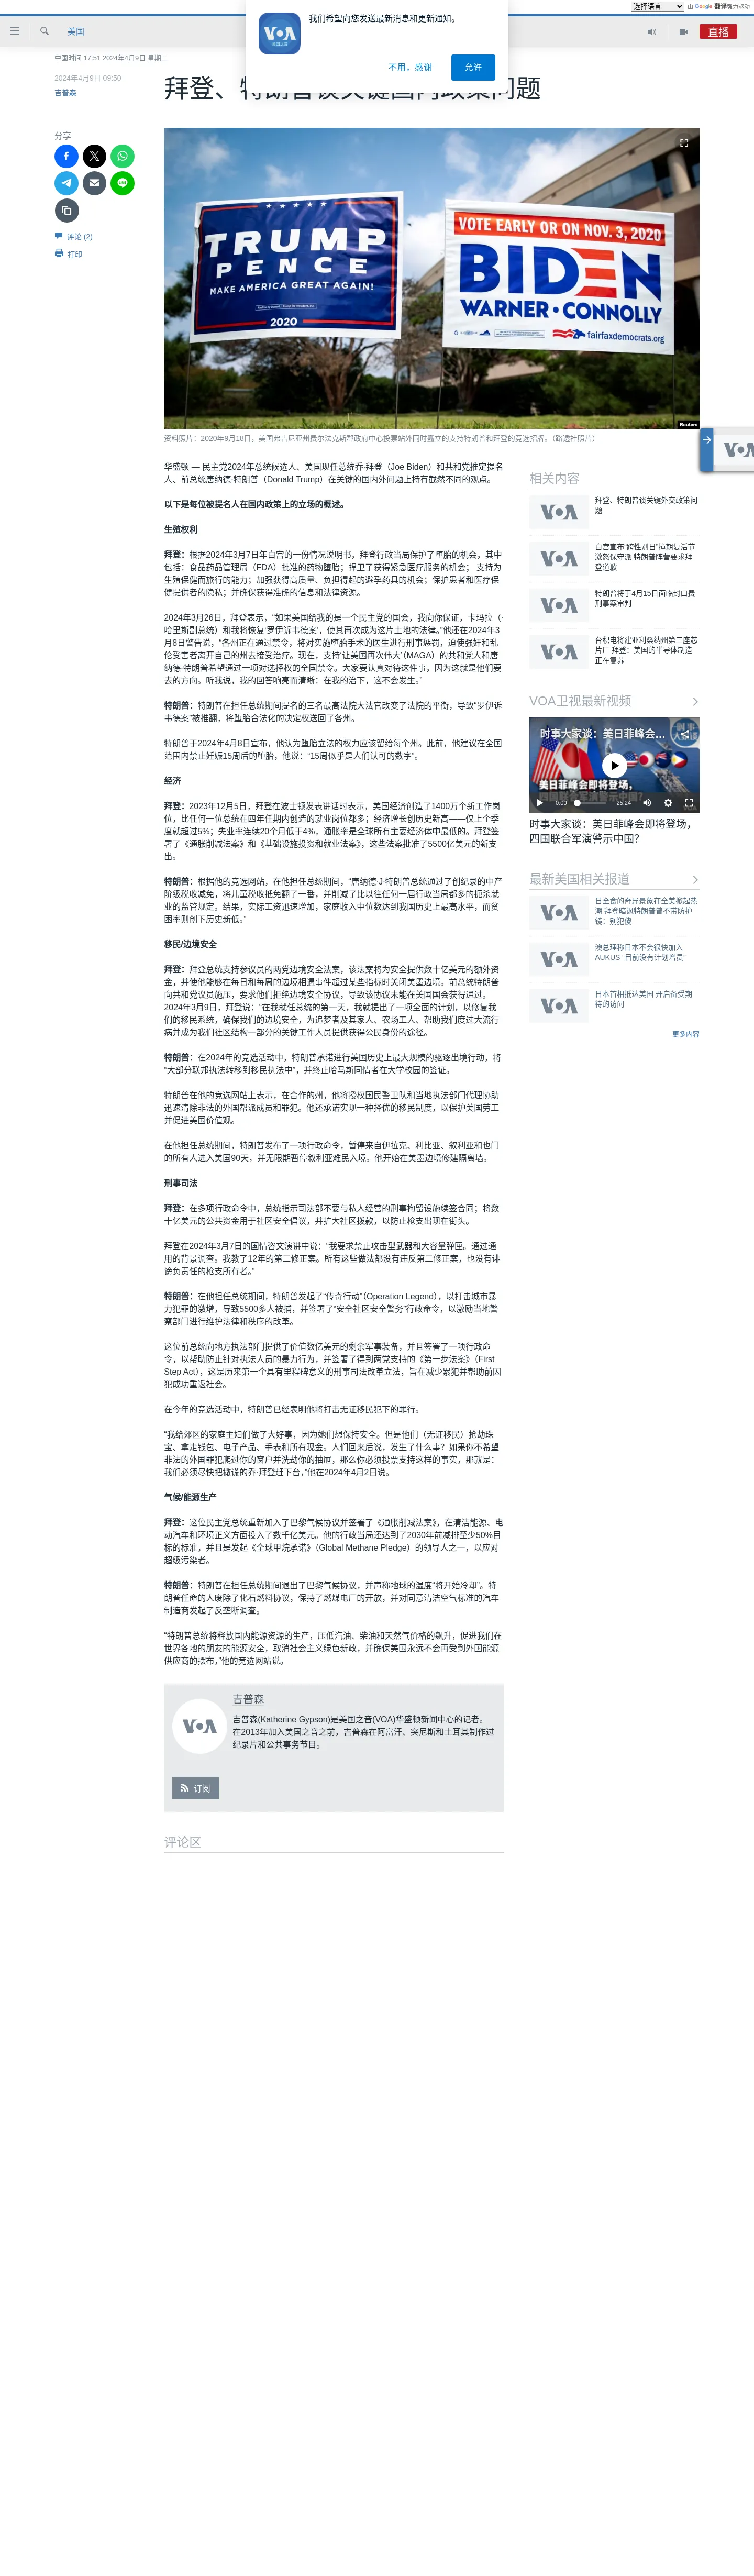 选择语言 由 Google 翻译强力驱动
我们希望向您发送最新消息和更新通知。
不用，感谢 允许
美国
直播
中国时间 17:51 2024年4月9日 星期二
2024年4月9日 09:50
吉普森
分享
评论 (2)
打印
TRUMP
PENCE
MAKE AMERICA GREAT AGAIN!
2020
VOTE EARLY OR ON NOV. 3, 2020
BIDEN
WARNER · CONNOLLY
fairfaxdemocrats.org
Reuters
资料照片：2020年9月18日，美国弗吉尼亚州费尔法克斯郡政府中心投票站外同时矗立的支持特朗普和拜登的竞选招牌。（路透社照片）
华盛顿 — 民主党2024年总统候选人、美国现任总统乔·拜登（Joe Biden）和共和党推定提名
人、前总统唐纳德·特朗普（Donald Trump）在关键的国内外问题上持有截然不同的观点。
以下是每位被提名人在国内政策上的立场的概述。
生殖权利
拜登：根据2024年3月7日年白宫的一份情况说明书，拜登行政当局保护了堕胎的机会，其中
包括：食品药品管理局（FDA）批准的药物堕胎；捍卫了获得紧急医疗服务的机会； 支持为
生殖保健而旅行的能力；加强获得高质量、负担得起的避孕药具的机会；保护患者和医疗保
健提供者的隐私；并确保获得准确的信息和法律资源。
2024年3月26日，拜登表示，“如果美国给我的是一个民主党的国会，我向你保证，卡玛拉（·
哈里斯副总统）和我将恢复‘罗伊诉韦德案’，使其再次成为这片土地的法律。”他还在2024年3
月8日警告说，“各州正在通过禁令，将对实施堕胎手术的医生进行刑事惩罚，迫使强奸和乱
伦受害者离开自己的州去接受治疗。现在，支持‘让美国再次伟大’（MAGA）的共和党人和唐
纳德·特朗普希望通过一项对选择权的全国禁令。大家要认真对待这件事，因为这就是他们要
去的方向。听我说，我的回答响亮而清晰：在我的治下，这不会发生。”
特朗普：特朗普在担任总统期间提名的三名最高法院大法官改变了法院的平衡，导致“罗伊诉
韦德案”被推翻，将堕胎合法化的决定权送回了各州。
特朗普于2024年4月8日宣布，他认为堕胎立法的权力应该留给每个州。此前，他建议在全国
范围内禁止妊娠15周后的堕胎，他说：“15周似乎是人们认可的数字”。
经济
拜登：2023年12月5日，拜登在波士顿发表讲话时表示，美国经济创造了1400万个新工作岗
位，比任何一位总统在四年任期内创造的就业岗位都多；经济增长创历史新高——仅上个季
度就超过5%；失业率连续20个月低于4%，通胀率是全球所有主要经济体中最低的。拜登签
署了《通胀削减法案》和《基础设施投资和就业法案》，这些法案批准了5500亿美元的新支
出。
特朗普：根据他的竞选网站，在他担任总统期间，“唐纳德·J·特朗普总统通过了创纪录的中产
阶级税收减免，将儿童税收抵免翻了一番，并削减了比以往任何一届行政当局都多的扼杀就
业的监管规定。结果，实际工资迅速增加，家庭收入中位数达到我国历史上最高水平，而贫
困率则创下历史新低。”
移民/边境安全
拜登：拜登总统支持参议员的两党边境安全法案，该法案将为安全提供数十亿美元的额外资
金，并使他能够在每日和每周的边境相遇事件超过某些指标时关闭美墨边境。前总统特朗普
向共和党议员施压，要求他们拒绝边境安全协议，导致该协议未能在美国国会获得通过。
2024年3月9日，拜登说：“在我就任总统的第一天，我就提出了一项全面的计划，以修复我
们的移民系统，确保我们的边境安全，为追梦者及其家人、农场工人、帮助我们度过大流行
病并成为我们社区结构一部分的关键工作人员提供获得公民身份的途径。
特朗普：在2024年的竞选活动中，特朗普承诺进行美国历史上最大规模的驱逐出境行动，将
“大部分联邦执法转移到移民执法中”，并终止哈马斯同情者在大学校园的签证。
特朗普在他的竞选网站上表示，在合作的州，他将授权国民警卫队和当地执法部门代理协助
迅速清除非法的外国帮派成员和罪犯。他还承诺实现一种择优的移民制度，以保护美国劳工
并促进美国价值观。
在他担任总统期间，特朗普发布了一项行政命令，暂停来自伊拉克、利比亚、叙利亚和也门
的所有人进入美国90天，并无限期暂停叙利亚难民入境。他开始在美墨边境修建隔离墙。
刑事司法
拜登：在多项行政命令中，总统指示司法部不要与私人经营的刑事拘留设施续签合同；将数
十亿美元的公共资金用于社区安全倡议，并扩大社区拨款，以防止枪支出现在街头。
拜登在2024年3月7日的国情咨文演讲中说：“我要求禁止攻击型武器和大容量弹匣。通过通
用的背景调查。我教了12年的第二修正案。所有这些做法都没有违反第二修正案，也没有诽
谤负责任的枪支所有者。”
特朗普：在他担任总统期间，特朗普发起了“传奇行动”（Operation Legend），以打击城市暴
力犯罪的激增，导致5500多人被捕，并签署了“安全社区安全警务”行政命令，以激励当地警
察部门进行维护法律和秩序的改革。
这位前总统向地方执法部门提供了价值数亿美元的剩余军事装备，并且签署了一项行政命
令，以帮助防止针对执法人员的暴力行为，并签署了得到两党支持的《第一步法案》（First
Step Act），这是历来第一个具有里程碑意义的刑事司法改革立法，旨在减少累犯并帮助前囚
犯成功重返社会。
在今年的竞选活动中，特朗普已经表明他将打击无证移民犯下的罪行。
“我给郊区的家庭主妇们做了大好事，因为她们想保持安全。但是他们（无证移民）抢劫珠
宝、拿走钱包、电子产品、手表和所有现金。人们回来后说，发生了什么事？如果你不希望
非法的外国罪犯爬过你的窗户并洗劫你的抽屉，那么你必须投票支持这样的事实，那就是：
我们必须尽快把撒谎的乔·拜登赶下台，”他在2024年4月2日说。
气候/能源生产
拜登：这位民主党总统重新加入了巴黎气候协议并签署了《通胀削减法案》，在清洁能源、电
动汽车和环境正义方面投入了数千亿美元。他的行政当局还达到了2030年前减排至少50%目
标的标准，并且是发起《全球甲烷承诺》（Global Methane Pledge）的领导人之一，以应对
超级污染者。
特朗普：特朗普在担任总统期间退出了巴黎气候协议，并声称地球的温度“将开始冷却”。特
朗普任命的人废除了化石燃料协议，保持了燃煤电厂的开放，并对同意清洁空气标准的汽车
制造商发起了反垄断调查。
“特朗普总统将释放国内能源资源的生产，压低汽油、柴油和天然气价格的飙升，促进我们在
世界各地的朋友的能源安全，取消社会主义绿色新政，并确保美国永远不会再受到外国能源
供应商的摆布，”他的竞选网站说。
吉普森
吉普森(Katherine Gypson)是美国之音(VOA)华盛顿新闻中心的记者。
在2013年加入美国之音之前，吉普森在阿富汗、突尼斯和土耳其制作过
纪录片和公共事务节目。
订阅
评论区
相关内容
拜登、特朗普谈关键外交政策问
题
白宫宣布“跨性别日”撞期复活节
激怒保守派 特朗普阵营要求拜
登道歉
特朗普将于4月15日面临封口费
刑事案审判
台积电将建亚利桑纳州第三座芯
片厂 拜登：美国的半导体制造
正在复苏
VOA卫视最新视频
时事大家谈：美日菲峰会...
美日菲峰会即将登场，
0:00 25:24
时事大家谈：美日菲峰会即将登场，
四国联合军演警示中国？
最新美国相关报道
日全食的奇异景象在全美掀起热
潮 拜登暗讽特朗普曾不带防护
镜：别犯傻
澳总理称日本不会很快加入
AUKUS “目前没有计划增员”
日本首相抵达美国 开启备受期
待的访问
更多内容